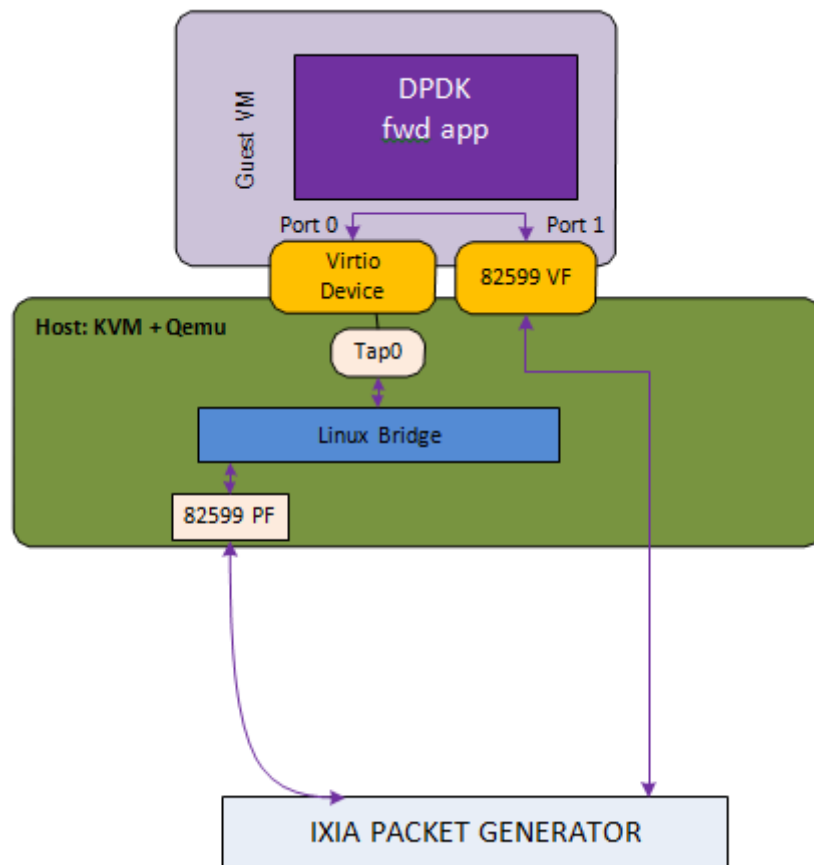 DPDK
fwd app
Guest VM
Port 0
Port 1
Virtio
Device
82599 VF
Host: KVM + Qemu
Tap0
Linux Bridge
82599 PF
IXIA PACKET GENERATOR